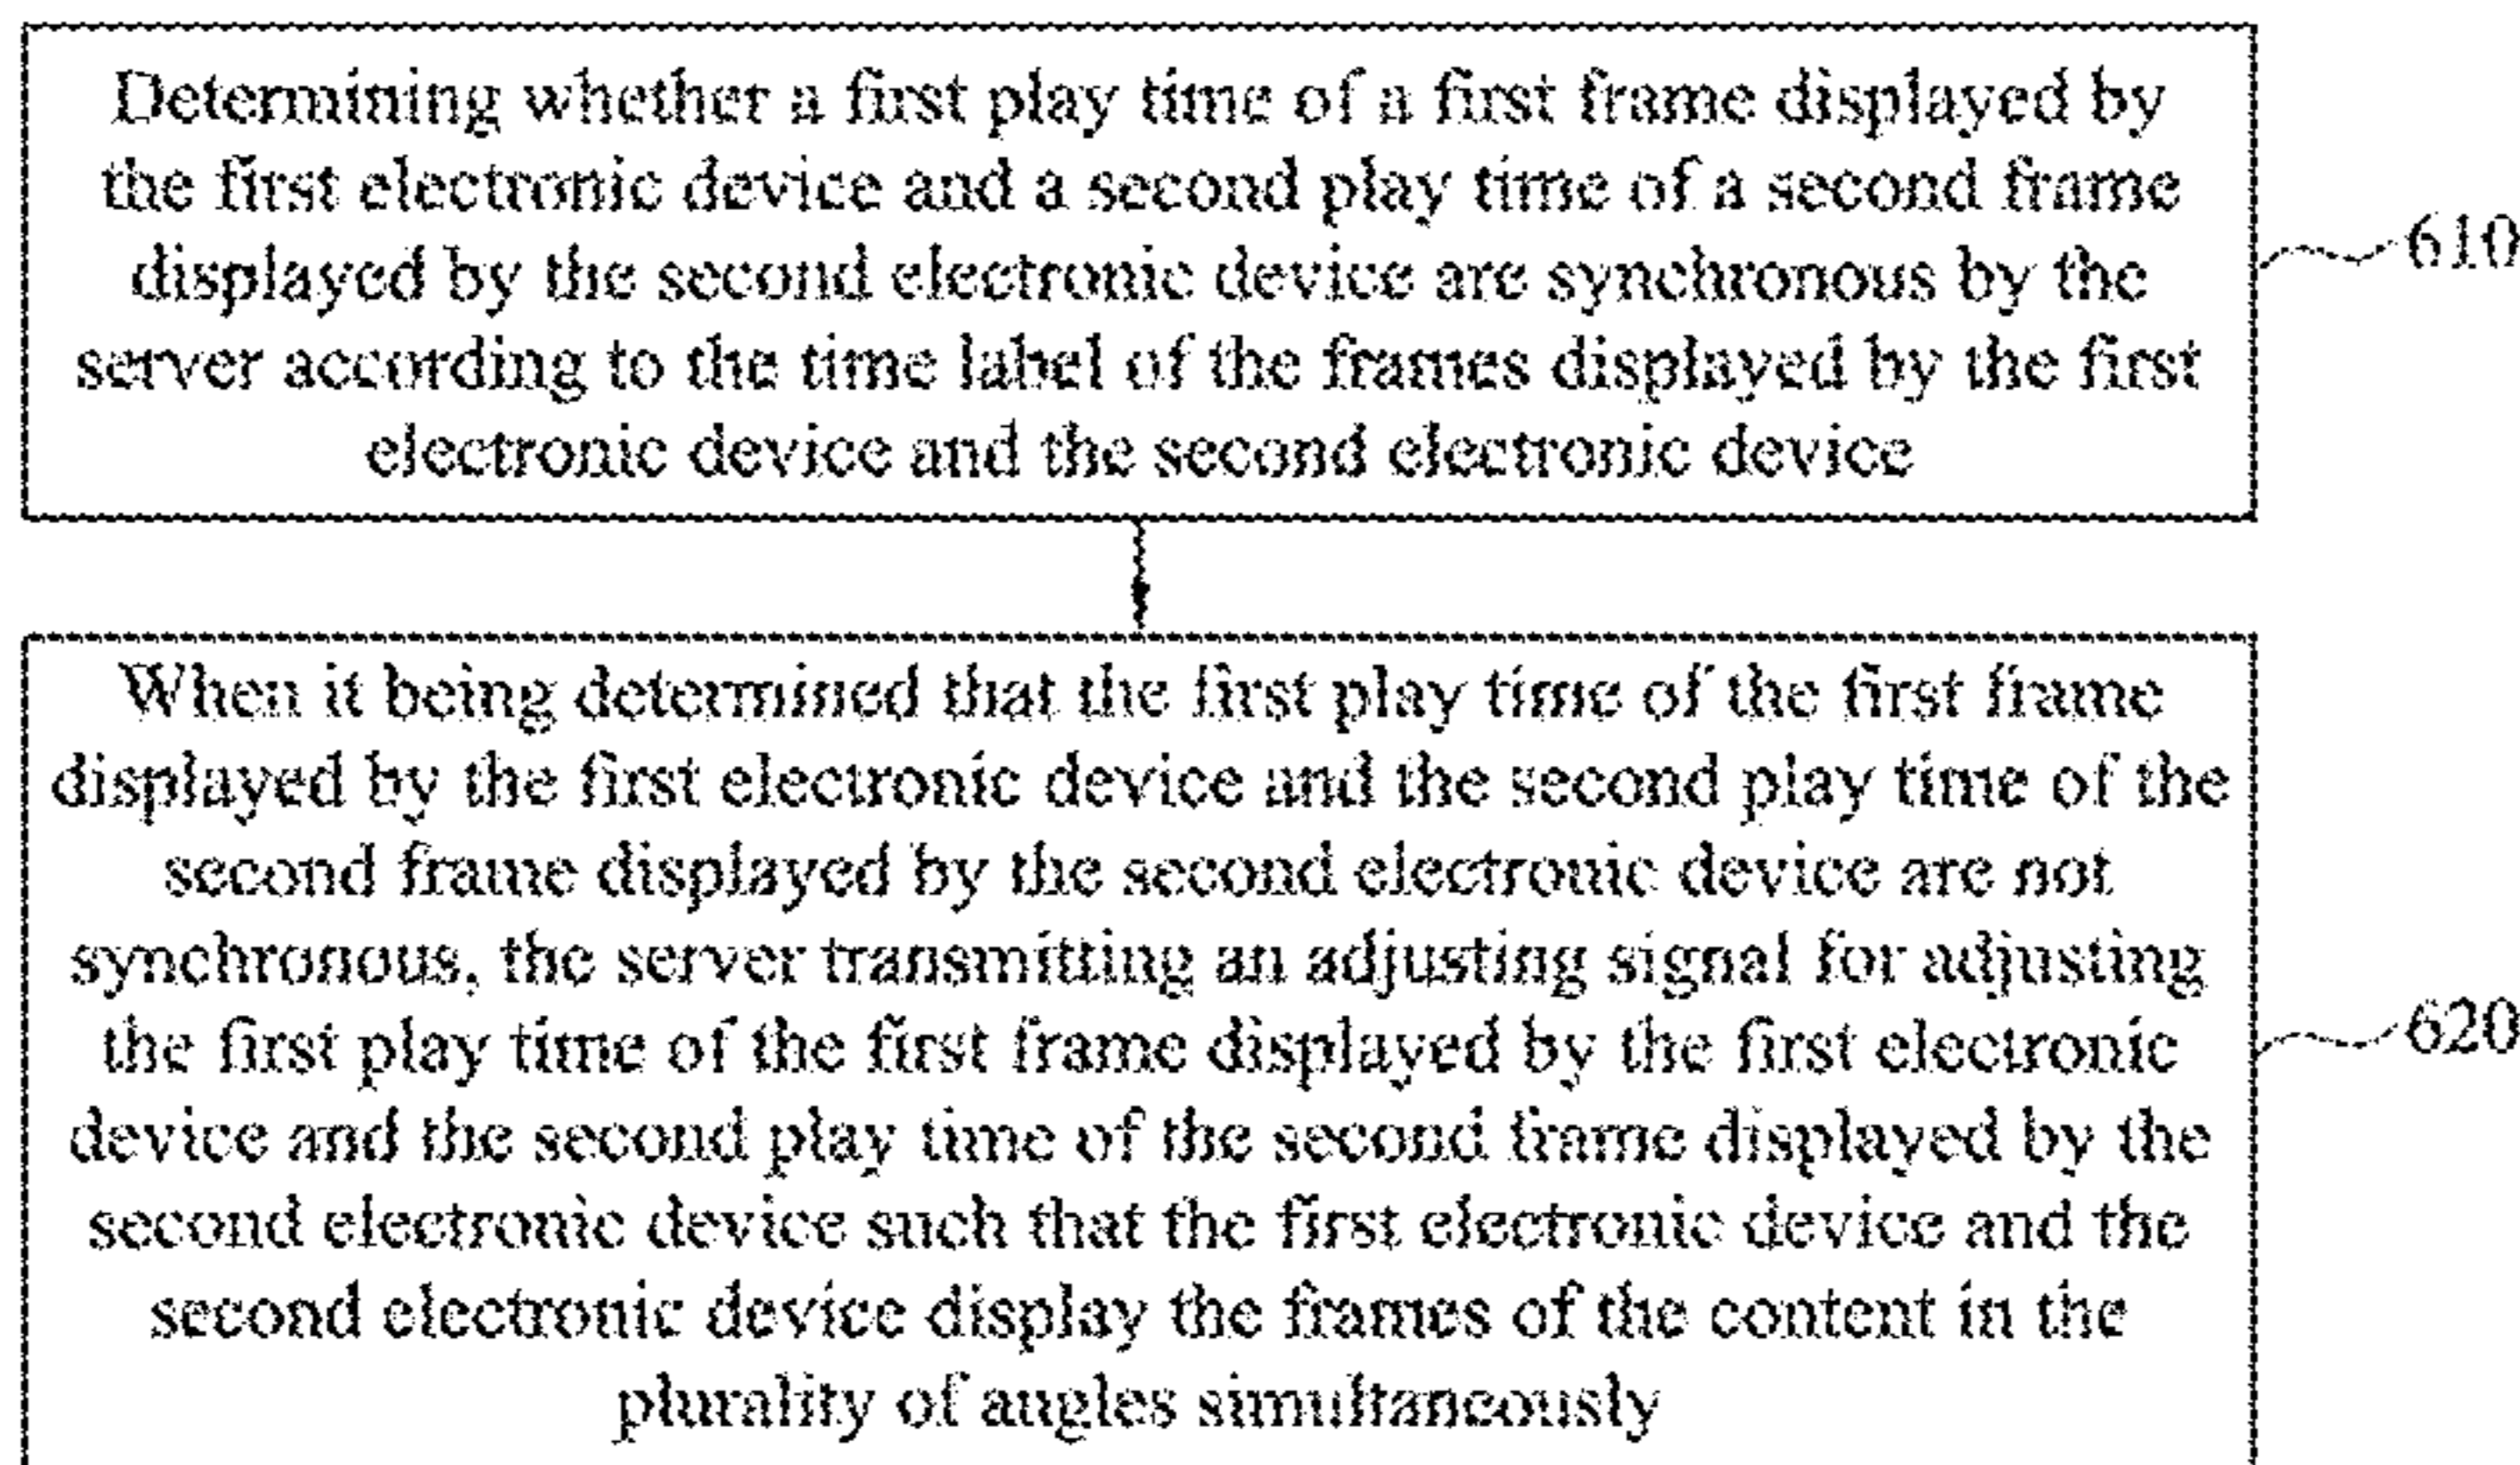 Determining whether a first play time of a first frame displayed by
the first electronic device and a second play time of a second frame
displayed by the second electronic device are synchronous by the
server according to the time label of the frames displayed by the first
electronic device and the second electronic device
610
When it being determined that the first play time of the first frame
displayed by the first electronic device and the second play time of the
second frame displayed by the second electronic device are not
synchronous, the server transmitting an adjusting signal for adjusting
the first play time of the first frame displayed by the first electronic
device and the second play time of the second frame displayed by the
second electronic device such that the first electronic device and the
second electronic device display the frames of the content in the
plurality of angles simultaneously
620